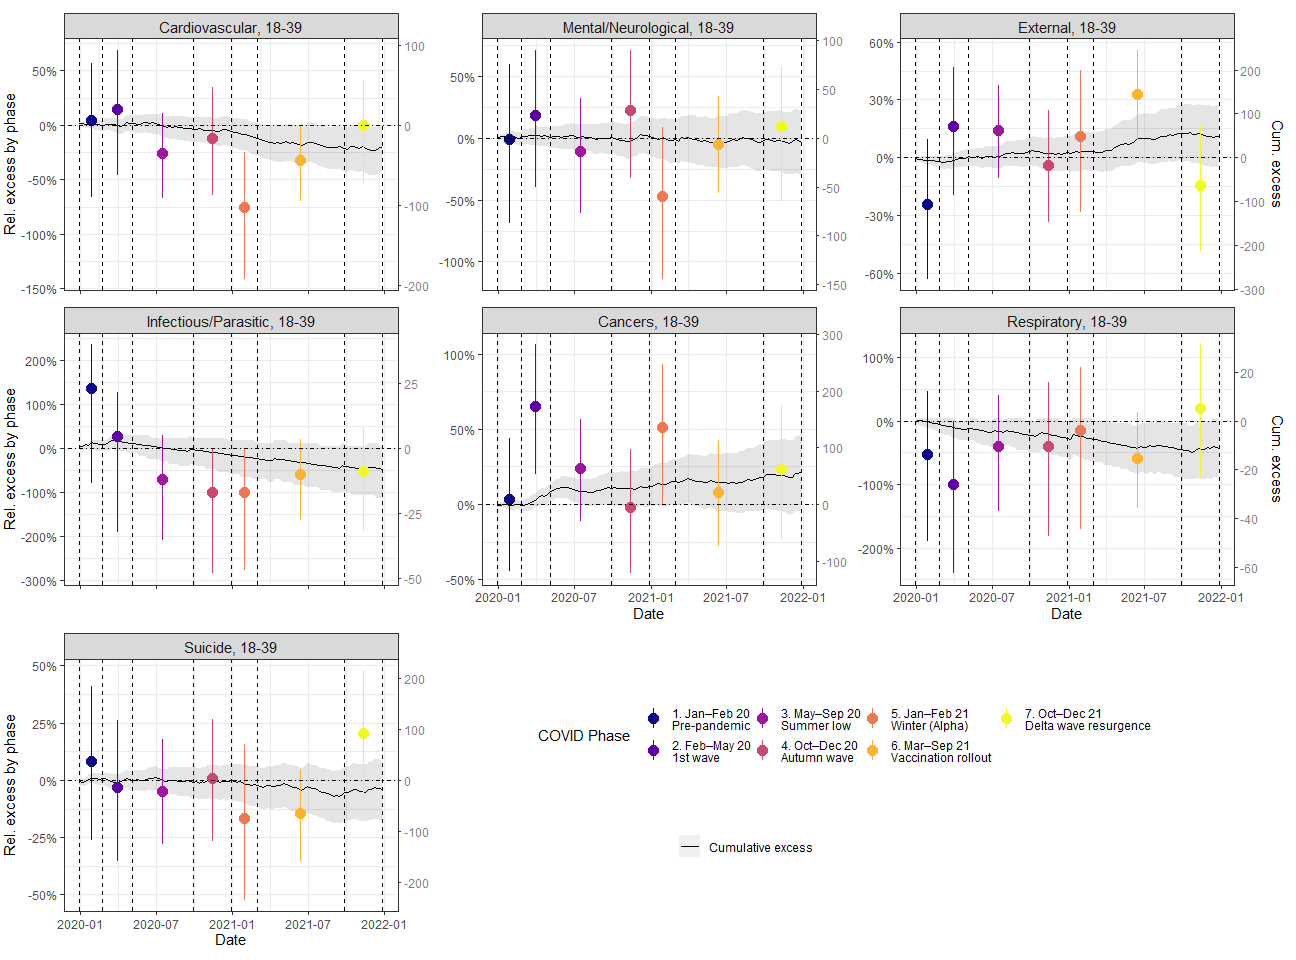 Cardiovascular, 18-39
Rel. excess by phase
50%
0%
-50%
-100%
-150%
100
0
-100
-200
Mental/Neurological, 18-39
50%
0%
-50%
-100%
100
50
0
-50
-100
-150
External, 18-39
60%
30%
0%
-30%
-60%
200
100
0
-100
-200
-300
Cum. excess
Infectious/Parasitic, 18-39
Rel. excess by phase
200%
100%
0%
-100%
-200%
-300%
25
0
-25
-50
Cancers, 18-39
100%
50%
0%
-50%
300
200
100
0
-100
2020-01 2020-07 2021-01 2021-07 2022-01
Date
Respiratory, 18-39
100%
0%
-100%
-200%
20
0
-20
-40
-60
Cum. excess
2020-01 2020-07 2021-01 2021-07 2022-01
Date
Suicide, 18-39
Rel. excess by phase
50%
25%
0%
-25%
-50%
200
100
0
-100
-200
2020-01 2020-07 2021-01 2021-07 2022-01
Date
COVID Phase
1. Jan–Feb 20
Pre-pandemic
2. Feb–May 20
1st wave
3. May–Sep 20
Summer low
4. Oct–Dec 20
Autumn wave
5. Jan–Feb 21
Winter (Alpha)
6. Mar–Sep 21
Vaccination rollout
7. Oct–Dec 21
Delta wave resurgence
Cumulative excess